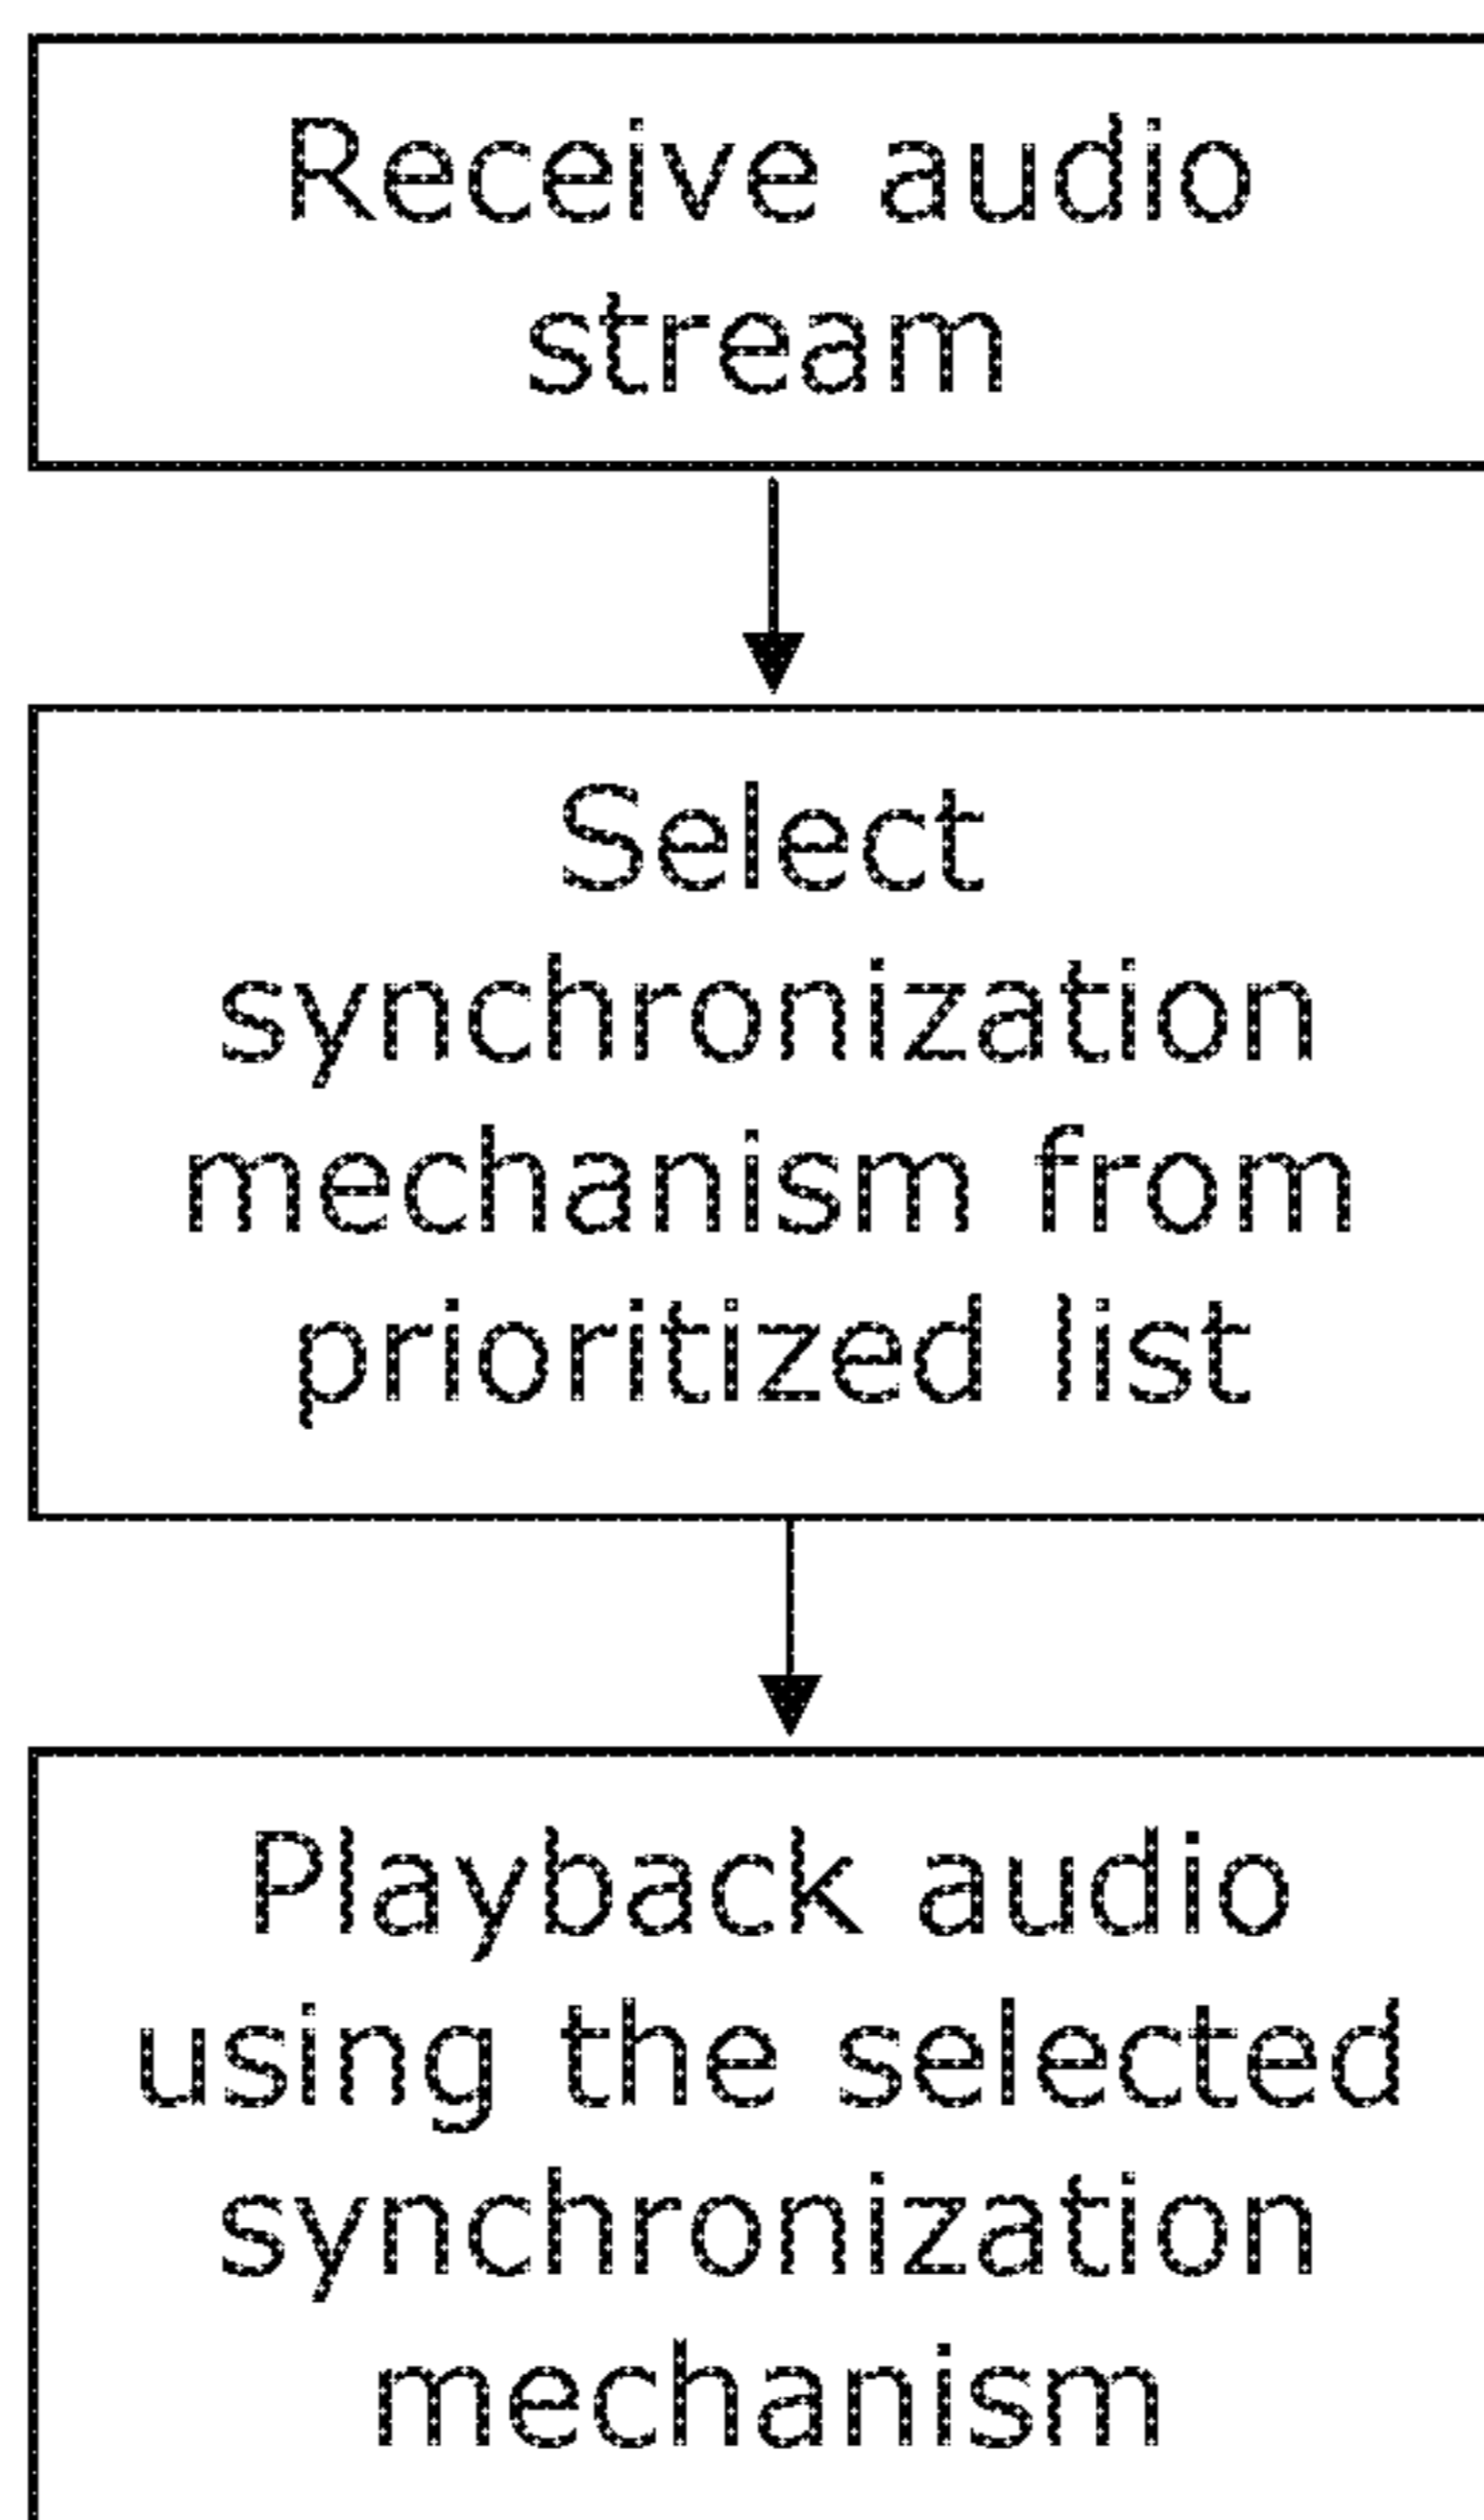 Receive audio
stream
Select
synchronization
mechanism from
prioritized list
Playback audio
using the selected
synchronization
mechanism